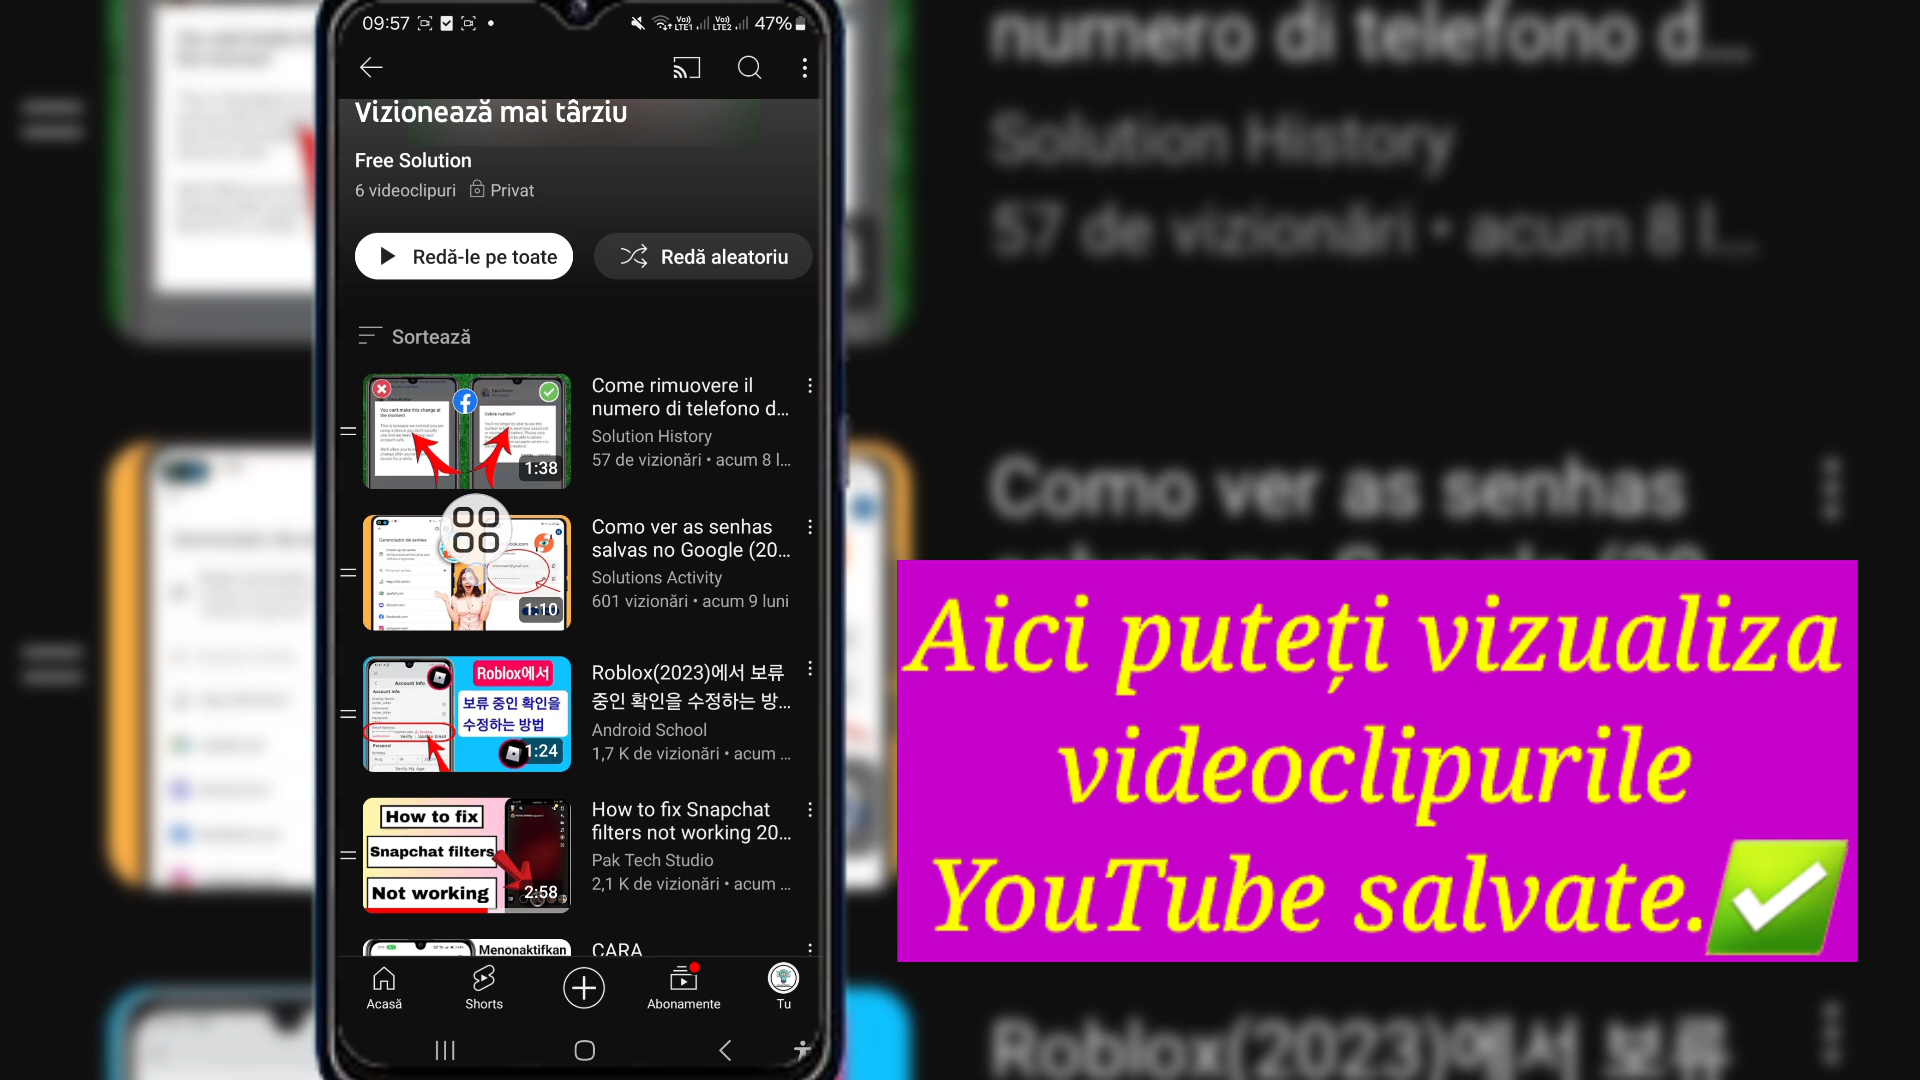 09:57
47%
Vizionează mai târziu
Free Solution
6 videoclipuri Privat
Redă-le pe toate
Redă aleatoriu
Sortează
Come rimuovere il
numero di telefono d...
Solution History
57 de vizionări • acum 8 l...
1:38
Como ver as senhas
salvas no Google (20...
Solutions Activity
601 vizionări • acum 9 luni
1:10
Roblox(2023)에서 보류
중인 확인을 수정하는 방...
Android School
1,7 K de vizionări • acum ...
Roblox에서
보류 중인 확인을
수정하는 방법
1:24
How to fix Snapchat
filters not working 20...
Pak Tech Studio
2,1 K de vizionări • acum ...
How to fix
Snapchat filters
Not working
2:58
Menonaktifkan
CARA
Acasă
Shorts
Abonamente
Tu
numero di telefono d...
Solution History
57 de vizionări • acum 8 l...
Como ver as senhas
Aici puteți vizualiza
videoclipurile
YouTube salvate.
Roblox(2023)에서 보류